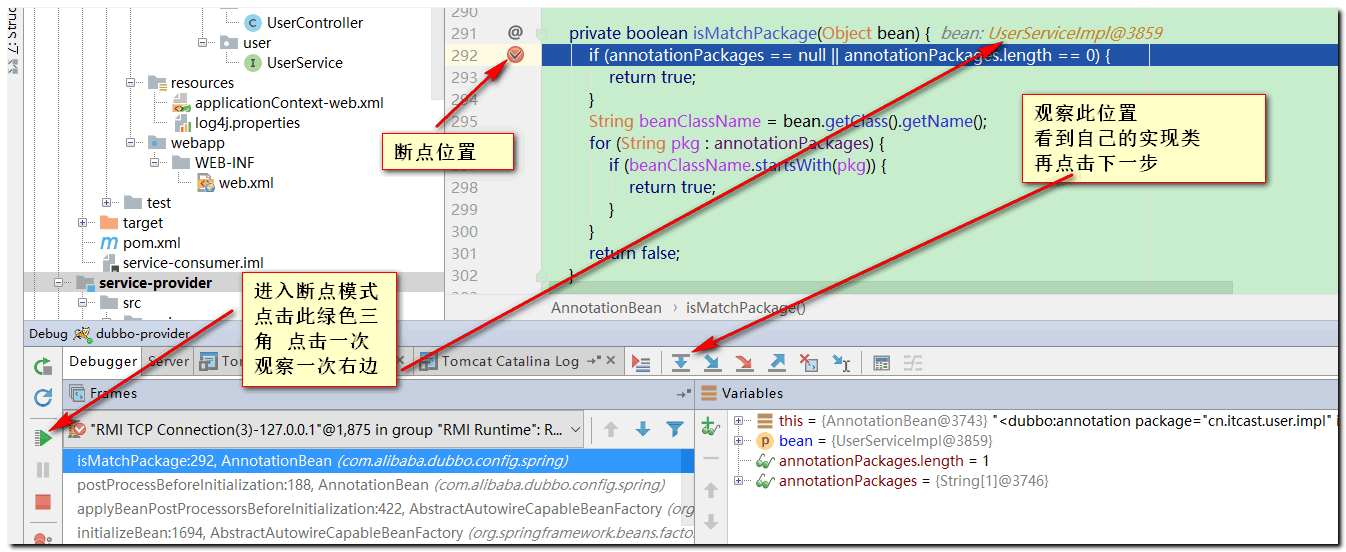 7: Struc
UserController
user
UserService
resources
applicationContext-web.xml
log4j.properties
webapp
WEB-INF
web.xml
test
target
pom.xml
service-consumer.iml
service-provider
src
290
291 @ private boolean isMatchPackage(Object bean) { bean: UserServiceImpl@3859
292 if (annotationPackages == null || annotationPackages.length == 0) {
293 return true;
294 }
295 String beanClassName = bean.getClass().getName();
for (String pkg : annotationPackages) {
if (beanClassName.startsWith(pkg)) {
298 return true;
299 }
300 }
301 return false;
302 }
AnnotationBean › isMatchPackage()
断点位置
观察此位置
看到自己的实现类
再点击下一步
进入断点模式
点击此绿色三
角 点击一次
观察一次右边
Debug dubbo-provider
Debugger Server Tomcat Catalina Log
Frames
Variables
"RMI TCP Connection(3)-127.0.0.1"@1,875 in group "RMI Runtime": R...
isMatchPackage:292, AnnotationBean (com.alibaba.dubbo.config.spring)
postProcessBeforeInitialization:188, AnnotationBean (com.alibaba.dubbo.config.spring)
applyBeanPostProcessorsBeforeInitialization:422, AbstractAutowireCapableBeanFactory (org
initializeBean:1694, AbstractAutowireCapableBeanFactory (org.springframework.beans.facto
this = {AnnotationBean@3743} "<dubbo:annotation package="cn.itcast.user.impl" i
bean = {UserServiceImpl@3859}
annotationPackages.length = 1
annotationPackages = {String[1]@3746}